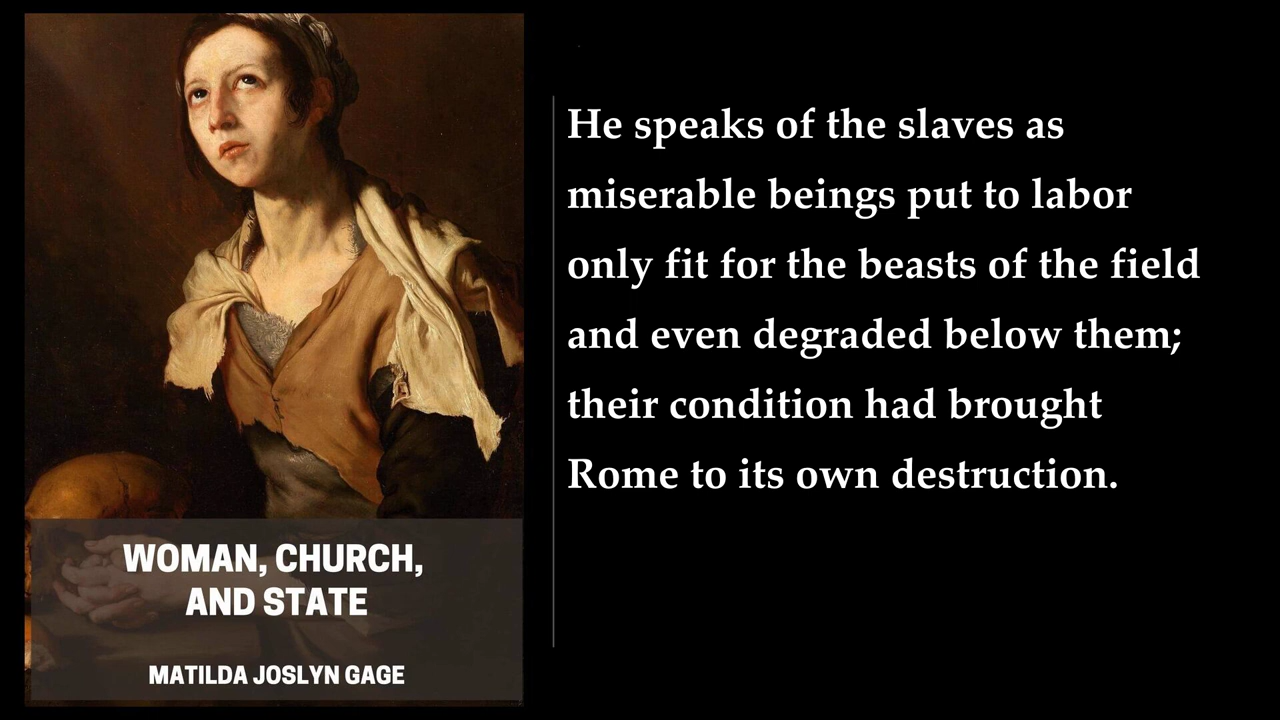 WOMAN, CHURCH,
AND STATE
MATILDA JOSLYN GAGE
He speaks of the slaves as
miserable beings put to labor
only fit for the beasts of the field
and even degraded below them;
their condition had brought
Rome to its own destruction.